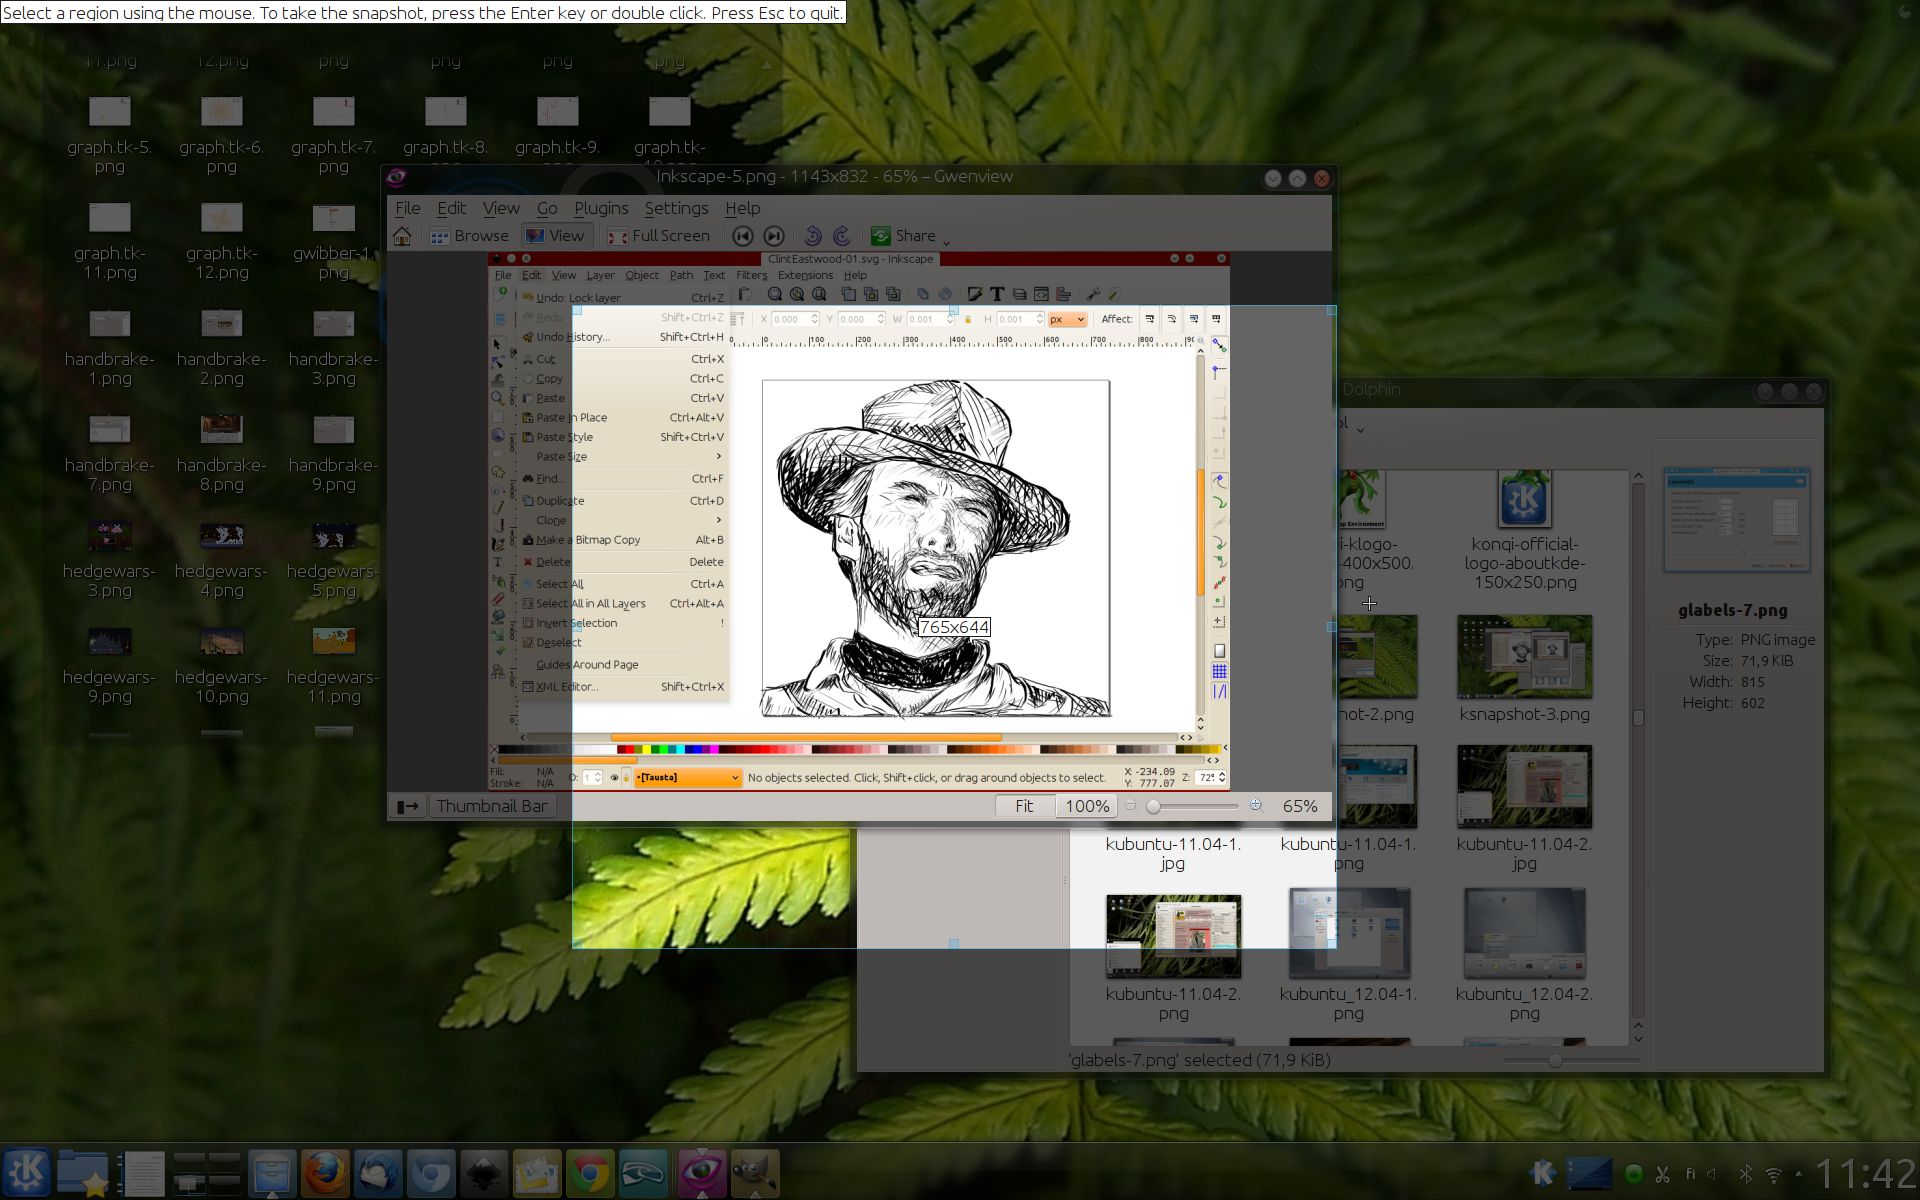 Select a region using the mouse. To take the snapshot, press the Enter key or double click. Press Esc to quit.
11.png
12.png
png
png
png
png
graph.tk-5.
png
graph.tk-6.
png
graph.tk-7.
png
graph.tk-8.
graph.tk-9.
graph.tk-
graph.tk-
11.png
graph.tk-
12.png
gwibber-1.
png
handbrake-
1.png
handbrake-
2.png
handbrake-
3.png
handbrake-
7.png
handbrake-
8.png
handbrake-
9.png
hedgewars-
3.png
hedgewars-
4.png
hedgewars-
5.png
hedgewars-
9.png
hedgewars-
10.png
hedgewars-
11.png
Inkscape-5.png - 1143x832 - 65% – Gwenview
File Edit View Go Plugins Settings Help
Browse View Full Screen Share
ClintEastwood-01.svg - Inkscape
File Edit View Layer Object Path Text Filters Extensions Help
Undo: Lock layer Ctrl+Z
Redo Shift+Ctrl+Z
Undo History... Shift+Ctrl+H
Cut Ctrl+X
Copy Ctrl+C
Paste Ctrl+V
Paste In Place Ctrl+Alt+V
Paste Style Shift+Ctrl+V
Paste Size
Find... Ctrl+F
Duplicate Ctrl+D
Clone
Make a Bitmap Copy Alt+B
Delete Delete
Select All Ctrl+A
Select All in All Layers Ctrl+Alt+A
Invert Selection !
Deselect
Guides Around Page
XML Editor... Shift+Ctrl+X
X 0.000 Y 0.000 W 0.001 H 0.001 px Affect:
0 100 200 300 400 500 600 700 800
765x644
Fill: N/A
Stroke: N/A
O: 1
•[Tausta]
No objects selected. Click, Shift+click, or drag around objects to select.
X: -234.09
Y: 777.07
Z: 72%
Thumbnail Bar Fit 100% 65%
Dolphin
ol
p Environment
i-klogo-
-400x500.
png
konqi-official-
logo-aboutkde-
150x250.png
hot-2.png
ksnapshot-3.png
kubuntu-11.04-1.
jpg
kubuntu-11.04-1.
png
kubuntu-11.04-2.
jpg
kubuntu-11.04-2.
png
kubuntu_12.04-1.
png
kubuntu_12.04-2.
png
'glabels-7.png' selected (71,9 KiB)
glabels-7.png
Type: PNG image
Size: 71,9 KiB
Width: 815
Height: 602
fi
11:42